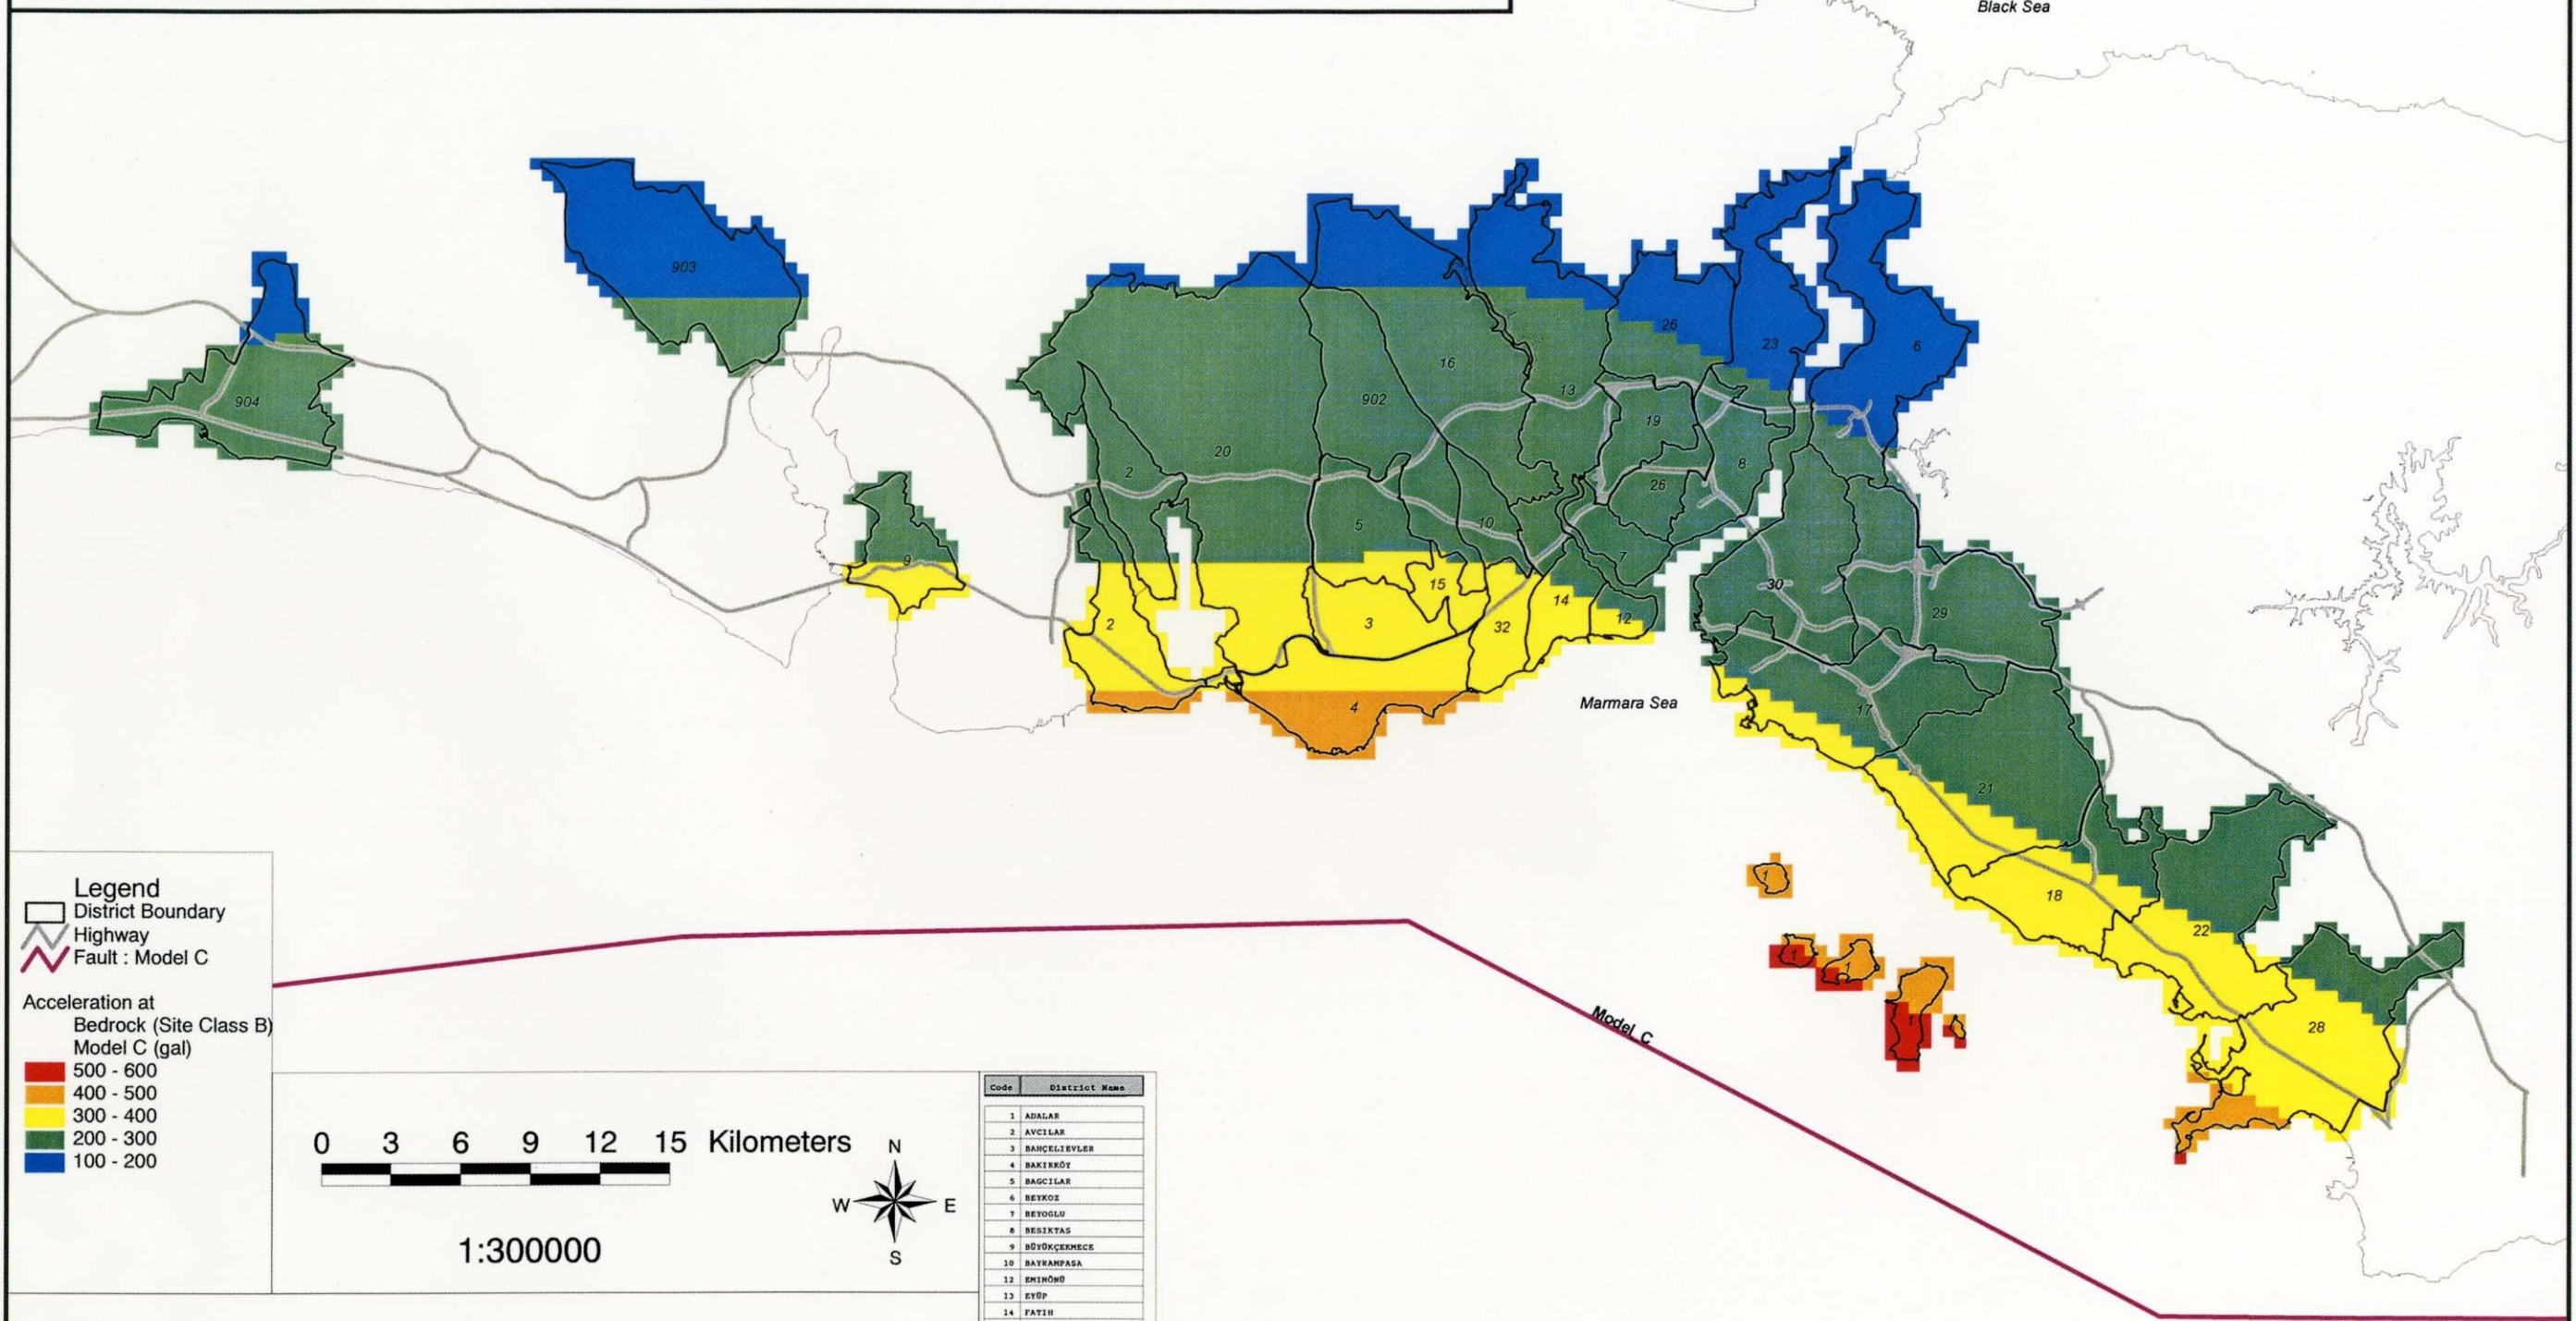 Black Sea
903
26
23
6
904
16
902
13
19
20
2
8
26
5
10
9
7
15
30
2
3
32
14
12
29
4
Marmara Sea
17
21
1
18
22
1
1
1
28
Model C
Legend
District Boundary
Highway
Fault : Model C
Acceleration at
Bedrock (Site Class B)
Model C (gal)
500 - 600
400 - 500
300 - 400
200 - 300
100 - 200
0 3 6 9 12 15 Kilometers
N
W E
S
1:300000
Code District Name
1 ADALAR
2 AVCILAR
3 BAHÇELIEVLER
4 BAKIRKÖY
5 BAGCILAR
6 BEYKOZ
7 BEYOGLU
8 BESIKTAS
9 BÜYÜKÇEKMECE
10 BAYRAMPASA
12 EMINÖNÜ
13 EYÜP
14 FATIH